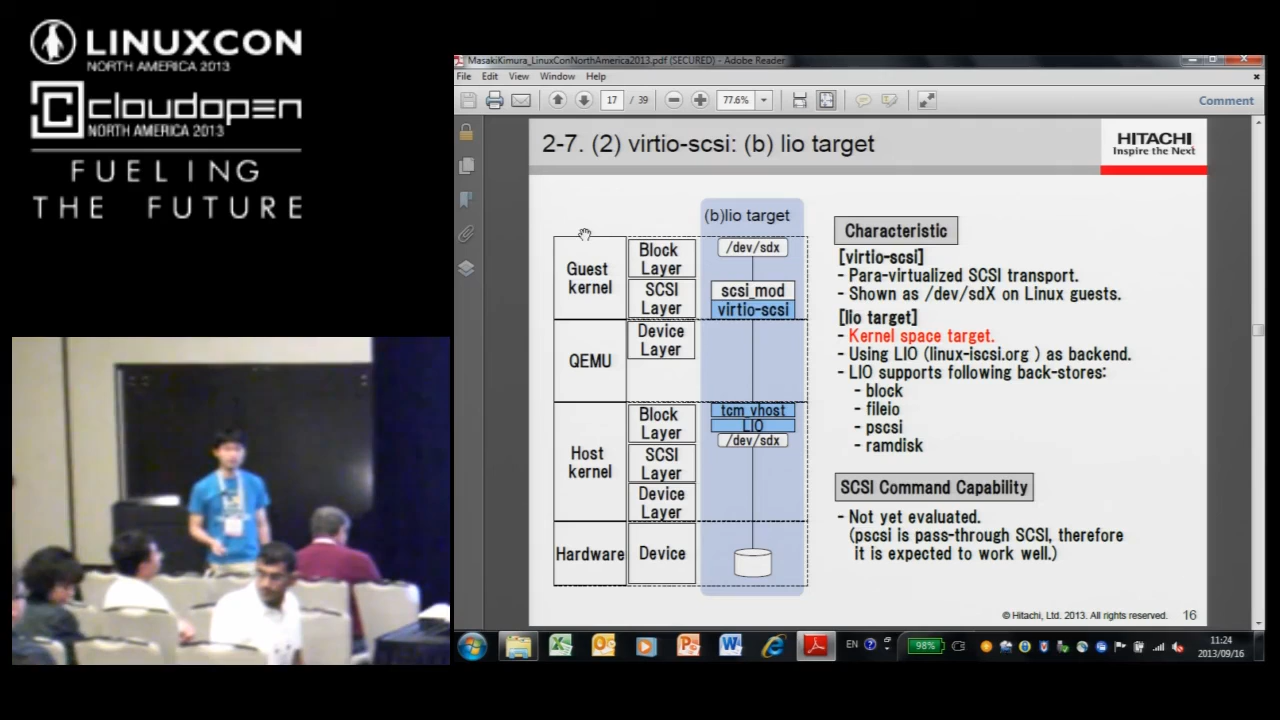 LINUXCON
NORTH AMERICA 2013
cloudopen
NORTH AMERICA 2013
FUELING
THE FUTURE
MasakiKimura_LinuxConNorthAmerica2013.pdf (SECURED) - Adobe Reader
File Edit View Window Help
17 / 39 77.6% Comment
2-7. (2) virtio-scsi: (b) lio target
HITACHI
Inspire the Next
(b)lio target
Guest kernel
Block Layer
/dev/sdx
SCSI Layer
scsi_mod
virtio-scsi
QEMU
Device Layer
Host kernel
Block Layer
tcm_vhost
LIO
/dev/sdx
SCSI Layer
Device Layer
Hardware
Device
Characteristic
[virtio-scsi]
- Para-virtualized SCSI transport.
- Shown as /dev/sdX on Linux guests.
[lio target]
- Kernel space target.
- Using LIO (linux-iscsi.org ) as backend.
- LIO supports following back-stores:
- block
- fileio
- pscsi
- ramdisk
SCSI Command Capability
- Not yet evaluated.
(pscsi is pass-through SCSI, therefore
it is expected to work well.)
© Hitachi, Ltd. 2013. All rights reserved. 16
EN 98% 11:24
2013/09/16